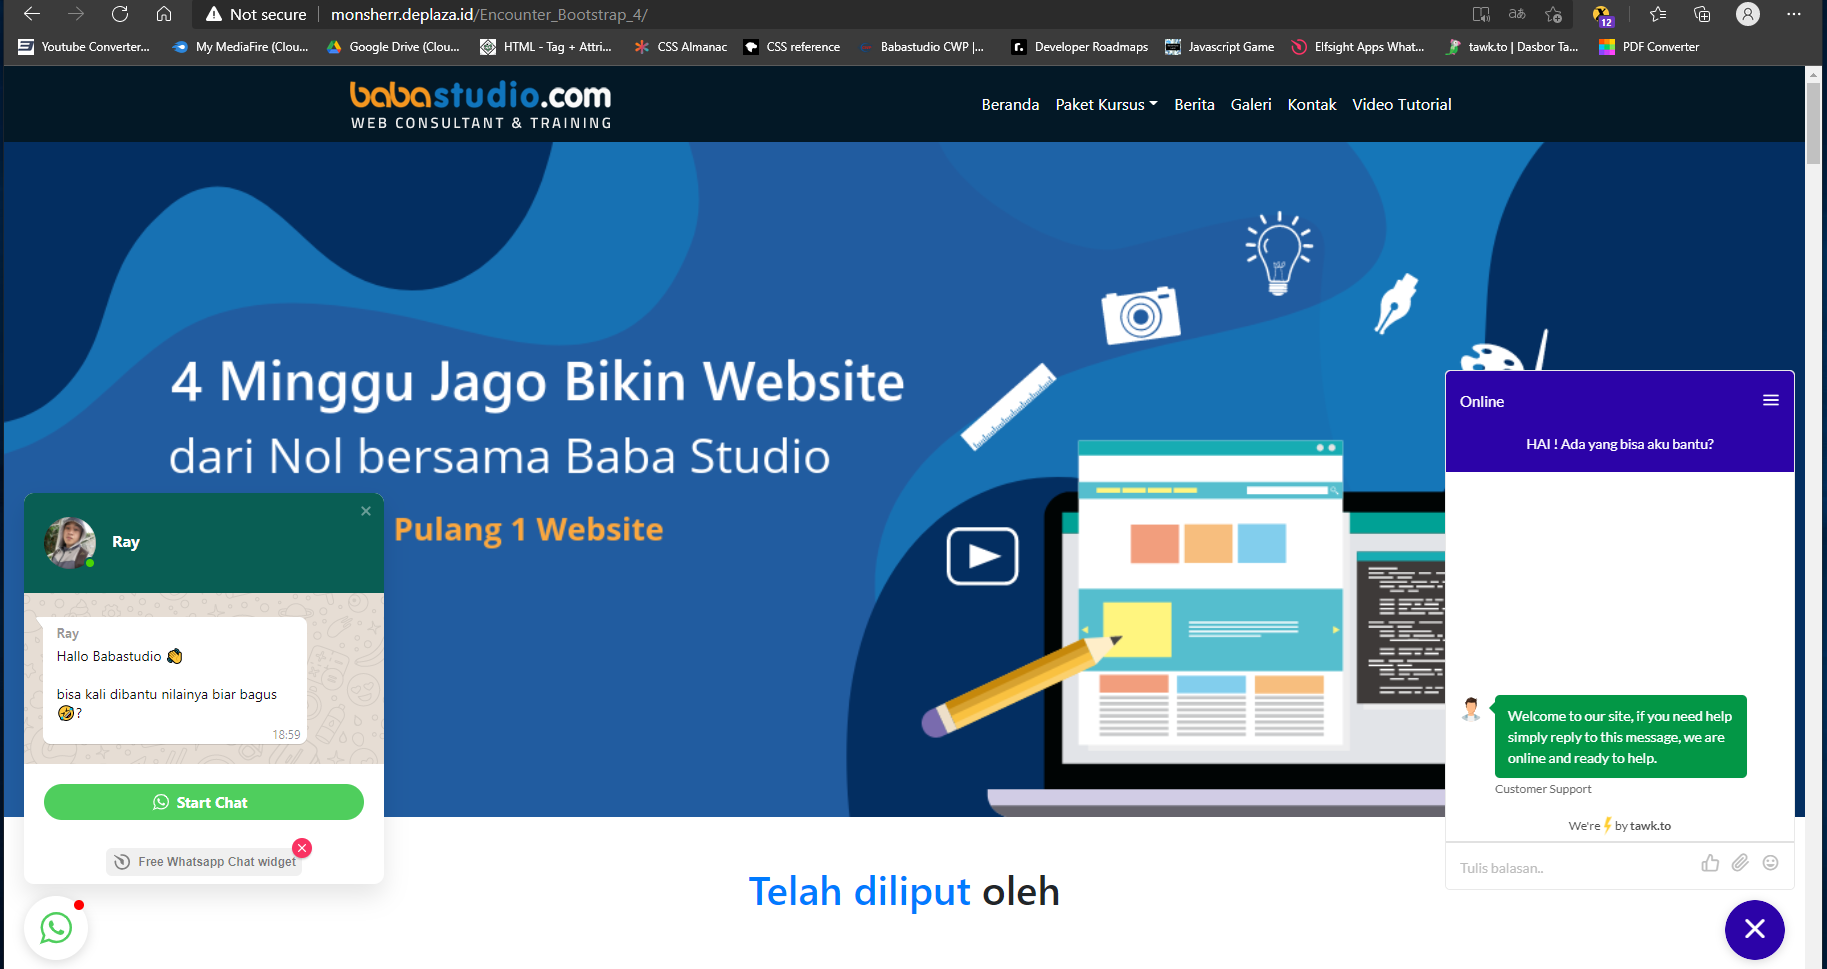 Not secure
monsherr.deplaza.id/Encounter_Bootstrap_4/
12
Youtube Converter...
My MediaFire (Clou...
Google Drive (Clou...
HTML - Tag + Attri...
CSS Almanac
CSS reference
Babastudio CWP |...
Developer Roadmaps
Javascript Game
Elfsight Apps What...
tawk.to | Dasbor Ta...
PDF Converter
babastudio.com
WEB CONSULTANT & TRAINING
Beranda
Paket Kursus
Berita
Galeri
Kontak
Video Tutorial
4 Minggu Jago Bikin Website
dari Nol bersama Baba Studio
Pulang 1 Website
Ray
Ray
Hallo Babastudio 👏
bisa kali dibantu nilainya biar bagus
🤣?
18:59
Start Chat
Free Whatsapp Chat widget
Online
HAI ! Ada yang bisa aku bantu?
Welcome to our site, if you need help
simply reply to this message, we are
online and ready to help.
Customer Support
We're ⚡ by tawk.to
Tulis balasan..
Telah diliput oleh